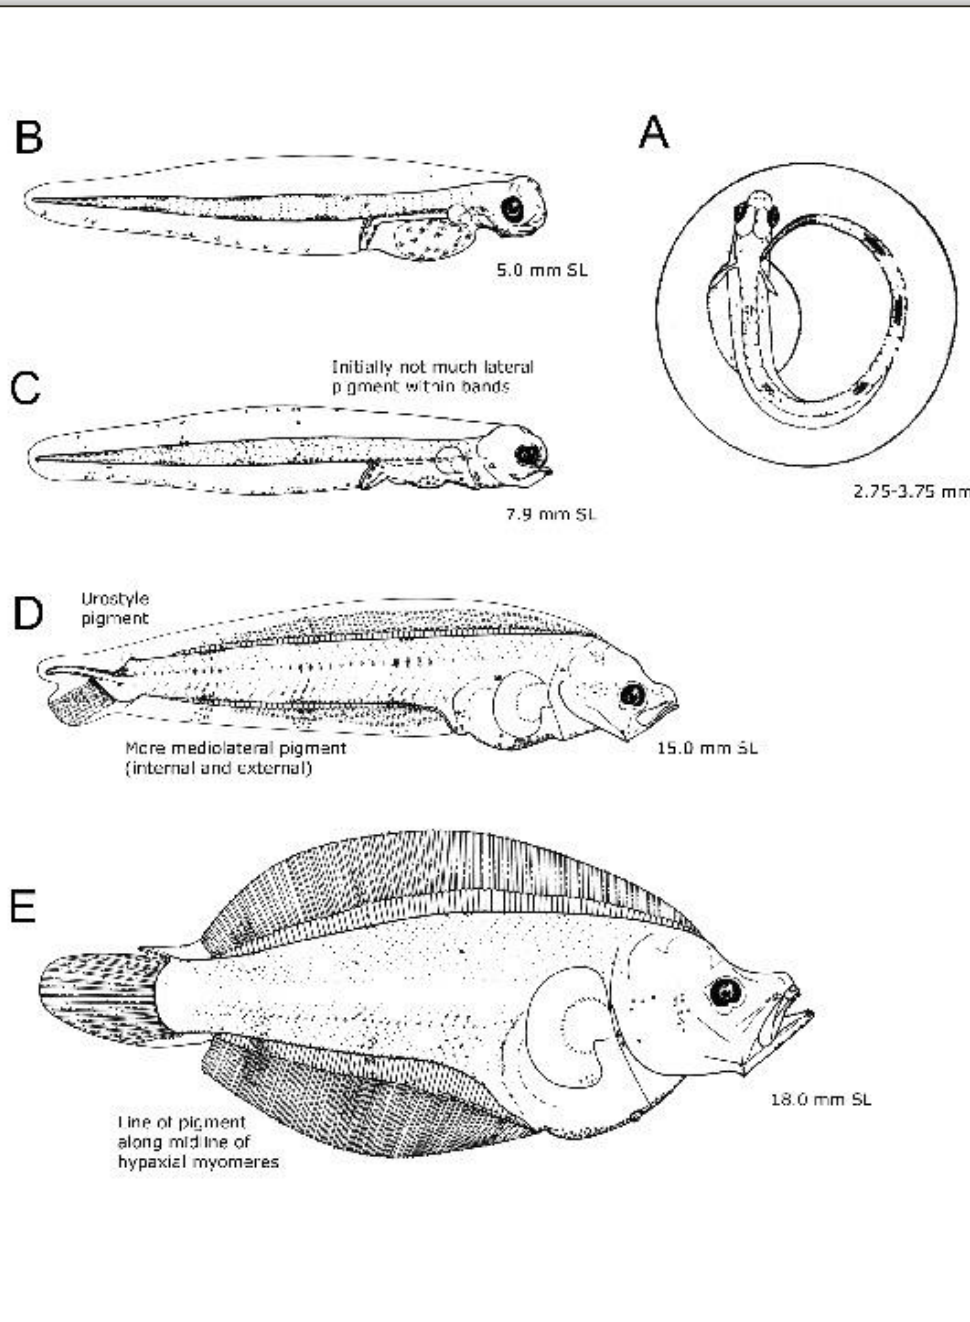 B
A
5.0 mm SL
Initially not much lateral
pigment within bands
C
2.75-3.75 mm
7.9 mm SL
D
Urostyle
pigment
More mediolateral pigment
(internal and external)
15.0 mm SL
E
18.0 mm SL
Line of pigment
along midline of
hypaxial myomeres